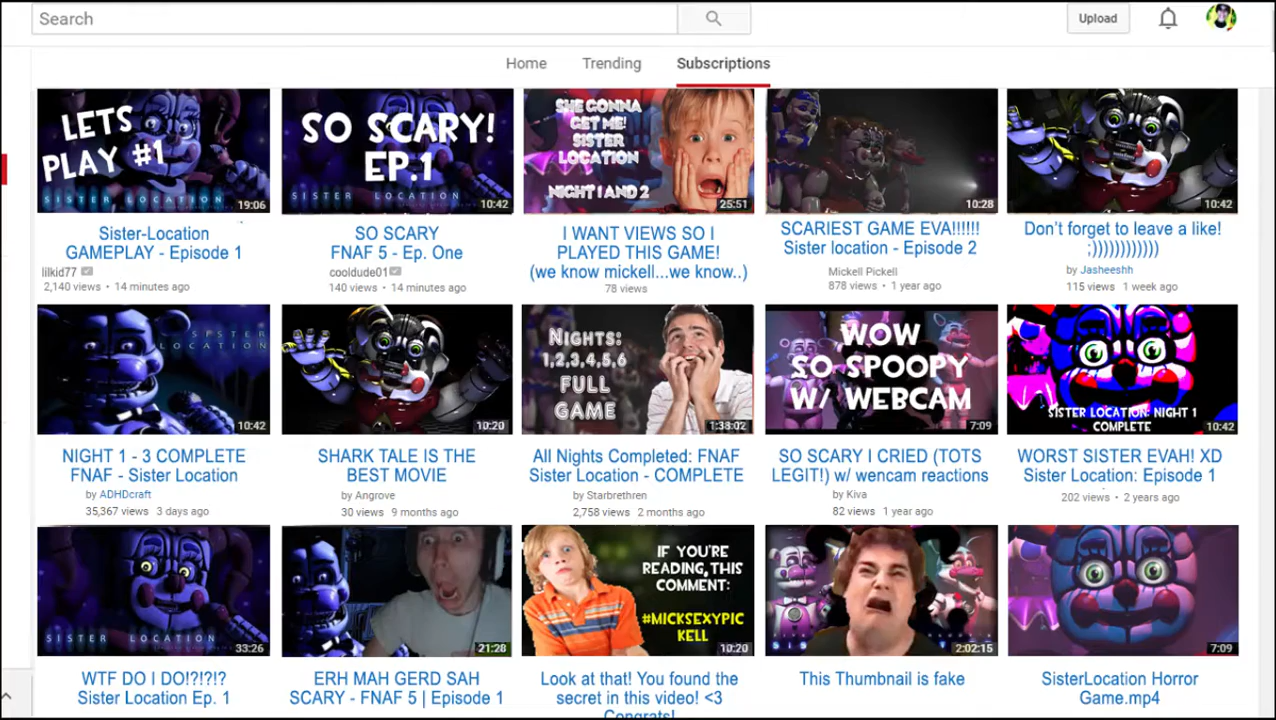 Search
Upload
Home
Trending
Subscriptions
LETS
PLAY #1
SISTER LOCATION
19:06
SO SCARY!
EP.1
SISTER LOCATION
10:42
SHE GONNA
GET ME!
SISTER
LOCATION
NIGHT 1 AND 2
25:51
10:28
10:42
Sister-Location
GAMEPLAY - Episode 1
lilkid77
2,140 views • 14 minutes ago
SO SCARY
FNAF 5 - Ep. One
cooldude01
140 views • 14 minutes ago
I WANT VIEWS SO I
PLAYED THIS GAME!
(we know mickell...we know..)
78 views
SCARIEST GAME EVA!!!!!!
Sister location - Episode 2
Mickell Pickell
878 views • 1 year ago
Don't forget to leave a like!
;))))))))))))
by Jasheeshh
115 views 1 week ago
SISTER
LOCATION
10:42
10:20
NIGHTS:
1,2,3,4,5,6
FULL
GAME
1:38:02
WOW
SO SPOOPY
W/ WEBCAM
7:09
SISTER LOCATION: NIGHT 1
COMPLETE
10:42
NIGHT 1 - 3 COMPLETE
FNAF - Sister Location
by ADHDcraft
35,367 views • 3 days ago
SHARK TALE IS THE
BEST MOVIE
by Angrove
30 views • 9 months ago
All Nights Completed: FNAF
Sister Location - COMPLETE
by Starbrethren
2,758 views • 2 months ago
SO SCARY I CRIED (TOTS
LEGIT!) w/ wencam reactions
by Kiva
82 views • 1 year ago
WORST SISTER EVAH! XD
Sister Location: Episode 1
202 views • 2 years ago
SISTER LOCATION
33:26
21:28
IF YOU'RE
READING, THIS
COMMENT:
#MICKSEXYPIC
KELL
10:20
2:02:15
7:09
WTF DO I DO!?!?!?
Sister Location Ep. 1
ERH MAH GERD SAH
SCARY - FNAF 5 | Episode 1
Look at that! You found the
secret in this video! <3
Congrats!
This Thumbnail is fake
SisterLocation Horror
Game.mp4